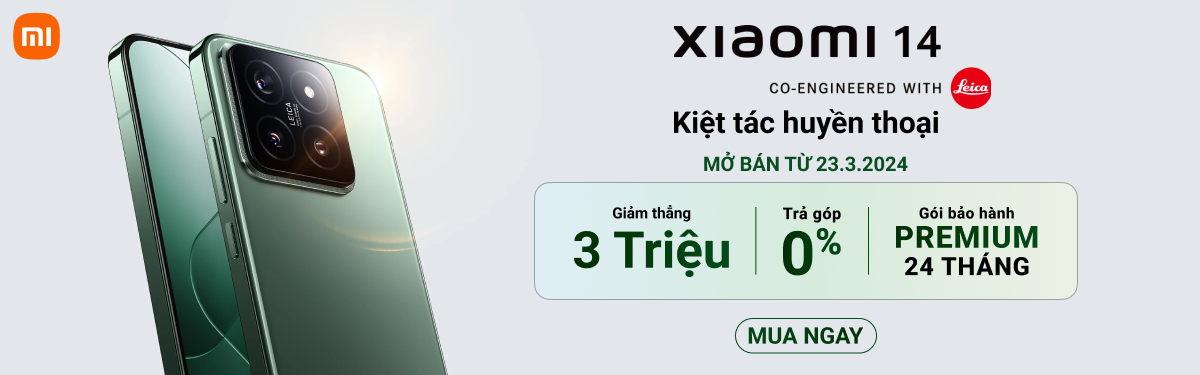 mi
LEICA
xiaomi 14
CO-ENGINEERED WITH Leica
Kiệt tác huyền thoại
MỞ BÁN TỪ 23.3.2024
Giảm thẳng
3 Triệu
Trả góp
0%
Gói bảo hành
PREMIUM
24 THÁNG
MUA NGAY